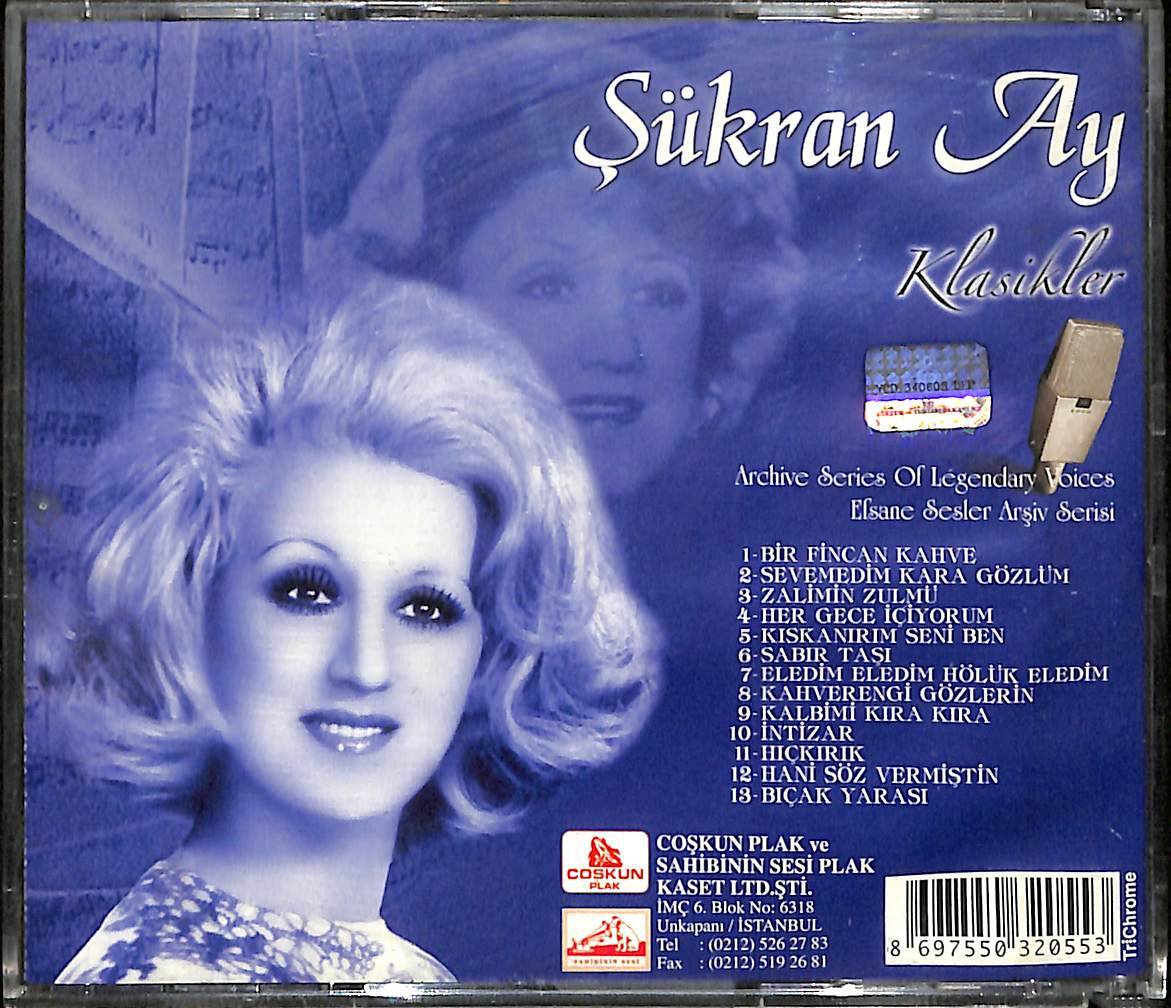 Şükran Ay
Klasikler
Archive Series Of Legendary Voices
Efsane Sesler Arşiv Serisi
1-BİR FİNCAN KAHVE
2-SEVEMEDİM KARA GÖZLÜM
3-ZALİMİN ZULMÜ
4-HER GECE İÇİYORUM
5-KISKANIRIM SENİ BEN
6-SABIR TAŞI
7-ELEDİM ELEDİM HÖLÜK ELEDİM
8-KAHVERENGİ GÖZLERİN
9-KALBİMİ KIRA KIRA
10-İNTİZAR
11-HIÇKIRIK
12-HANİ SÖZ VERMİŞTİN
13-BIÇAK YARASI
COŞKUN
PLAK
sahibinin sesi
COŞKUN PLAK ve
SAHİBİNİN SESİ PLAK
KASET LTD.ŞTİ.
İMÇ 6. Blok No: 6318
Unkapanı / İSTANBUL
Tel : (0212) 526 27 83
Fax : (0212) 519 26 81
8 697550 320553
TriChrome